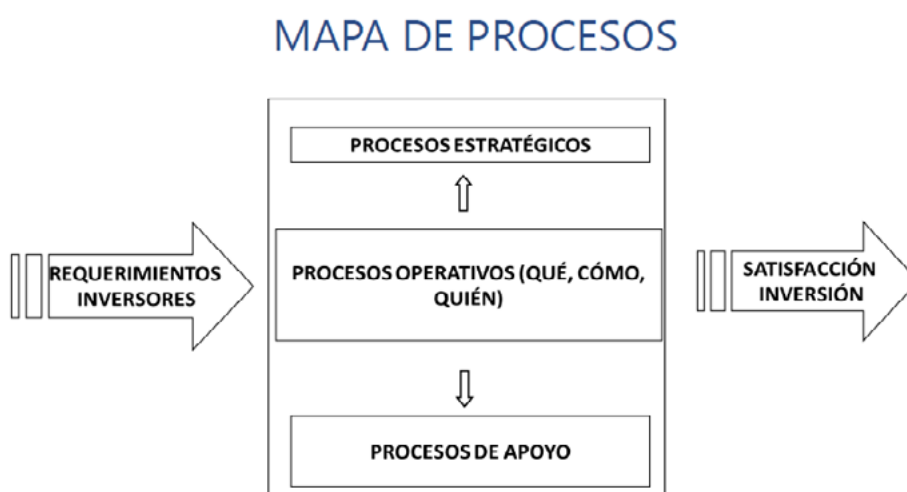 MAPA DE PROCESOS
PROCESOS ESTRATÉGICOS
REQUERIMIENTOS
INVERSORES
PROCESOS OPERATIVOS (QUÉ, CÓMO,
QUIÉN)
SATISFACCIÓN
INVERSIÓN
PROCESOS DE APOYO